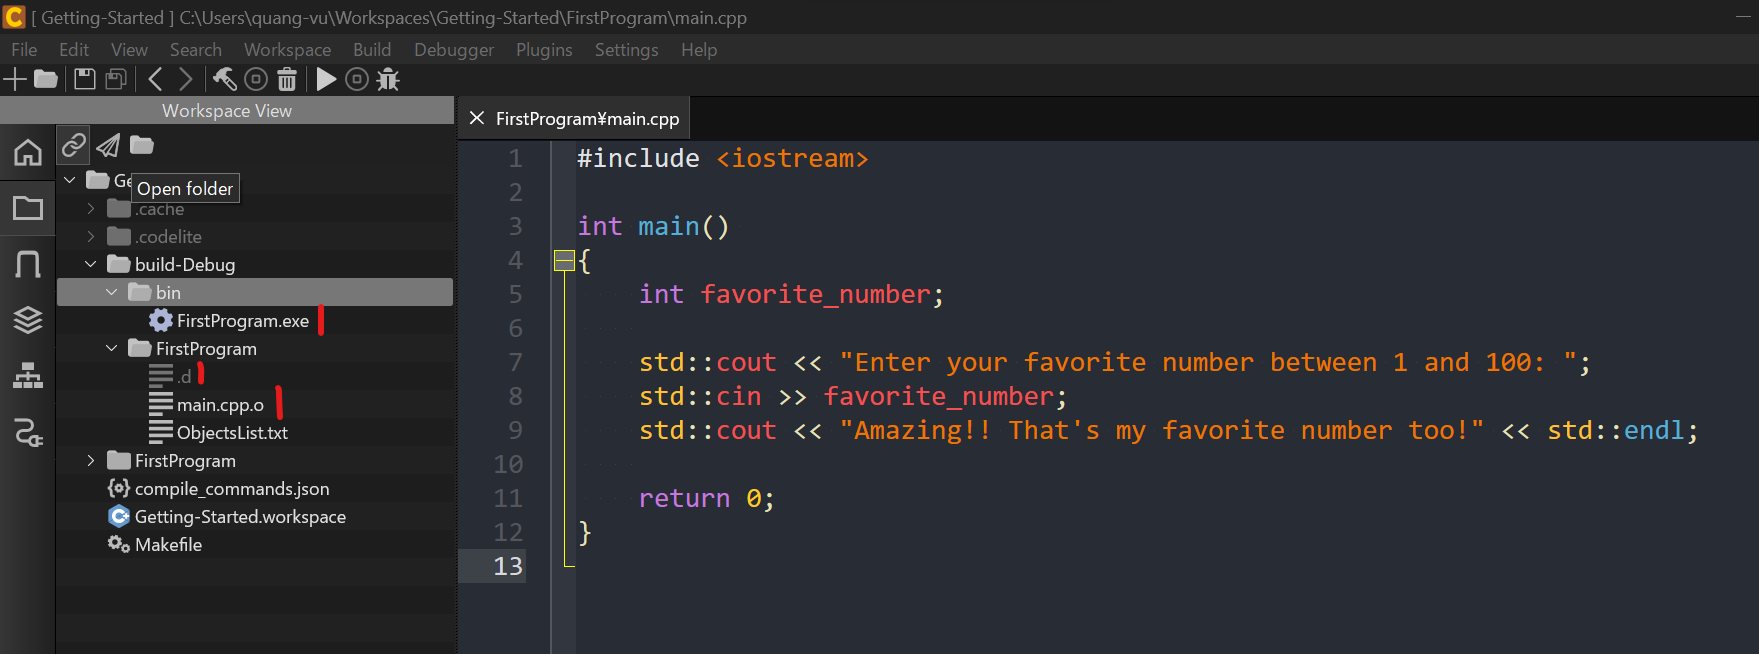 [ Getting-Started ] C:\Users\quang-vu\Workspaces\Getting-Started\FirstProgram\main.cpp
File Edit View Search Workspace Build Debugger Plugins Settings Help
Workspace View
Ge
Open folder
.cache
.codelite
build-Debug
bin
FirstProgram.exe
FirstProgram
.d
main.cpp.o
ObjectsList.txt
FirstProgram
compile_commands.json
Getting-Started.workspace
Makefile
FirstProgram¥main.cpp
1 #include <iostream>
2
3 int main()
4 {
5 int favorite_number;
6
7 std::cout << "Enter your favorite number between 1 and 100: ";
8 std::cin >> favorite_number;
9 std::cout << "Amazing!! That's my favorite number too!" << std::endl;
10
11 return 0;
12 }
13